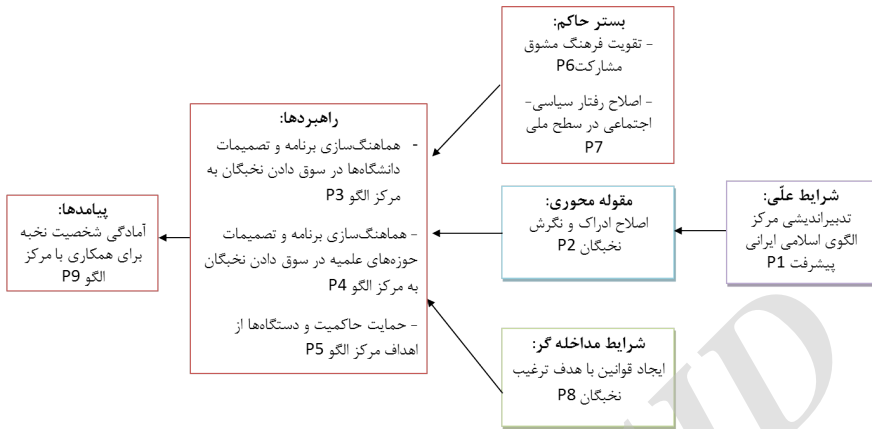 بستر حاکم:
- تقویت فرهنگ مشوق
مشارکتP6
- اصلاح رفتار سیاسی-
اجتماعی در سطح ملی
P7
شرایط علّی:
تدبیراندیشی مرکز
الگوی اسلامی ایرانی
پیشرفت P1
مقوله محوری:
اصلاح ادراک و نگرش
نخبگان P2
شرایط مداخله گر:
ایجاد قوانین با هدف ترغیب
نخبگان P8
راهبردها:
- هماهنگ‌سازی برنامه و تصمیمات
دانشگاه‌ها در سوق دادن نخبگان به
مرکز الگو P3
- هماهنگ‌سازی برنامه و تصمیمات
حوزه‌های علمیه در سوق دادن نخبگان
به مرکز الگو P4
- حمایت حاکمیت و دستگاه‌ها از
اهداف مرکز الگو P5
پیامدها:
آمادگی شخصیت نخبه
برای همکاری با مرکز
الگو P9